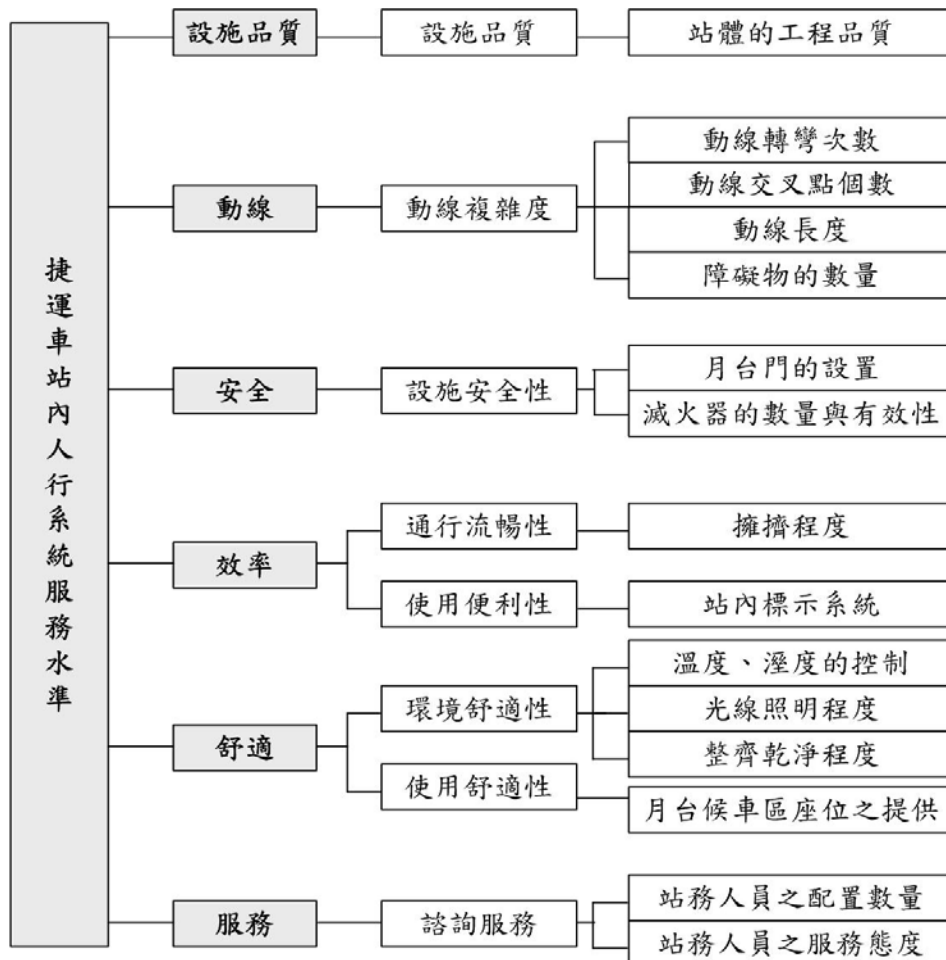 捷運車站內人行系統服務水準
設施品質
設施品質
站體的工程品質
動線
動線複雜度
動線轉彎次數
動線交叉點個數
動線長度
障礙物的數量
安全
設施安全性
月台門的設置
滅火器的數量與有效性
效率
通行流暢性
擁擠程度
使用便利性
站內標示系統
舒適
環境舒適性
溫度、溼度的控制
光線照明程度
整齊乾淨程度
使用舒適性
月台候車區座位之提供
服務
諮詢服務
站務人員之配置數量
站務人員之服務態度